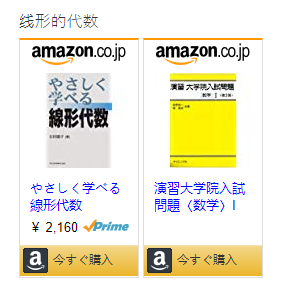 线形的代数
amazon.co.jp
やさしく
学べる
線形代数
やさしく学べる
線形代数
¥ 2,160 Prime
今すぐ購入
amazon.co.jp
演習 大学院入試問題
演習大学院入試
問題〈数学〉I
今すぐ購入